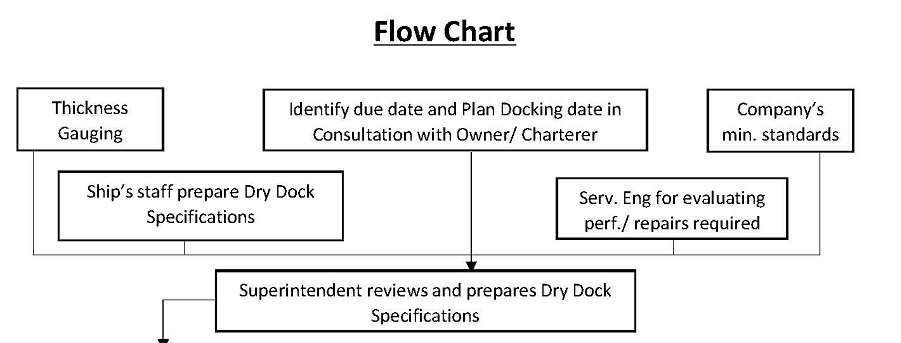 Flow Chart
Thickness
Gauging
Identify due date and Plan Docking date in
Consultation with Owner/ Charterer
Company's
min. standards
Ship's staff prepare Dry Dock
Specifications
Serv. Eng for evaluating
perf./ repairs required
Superintendent reviews and prepares Dry Dock
Specifications